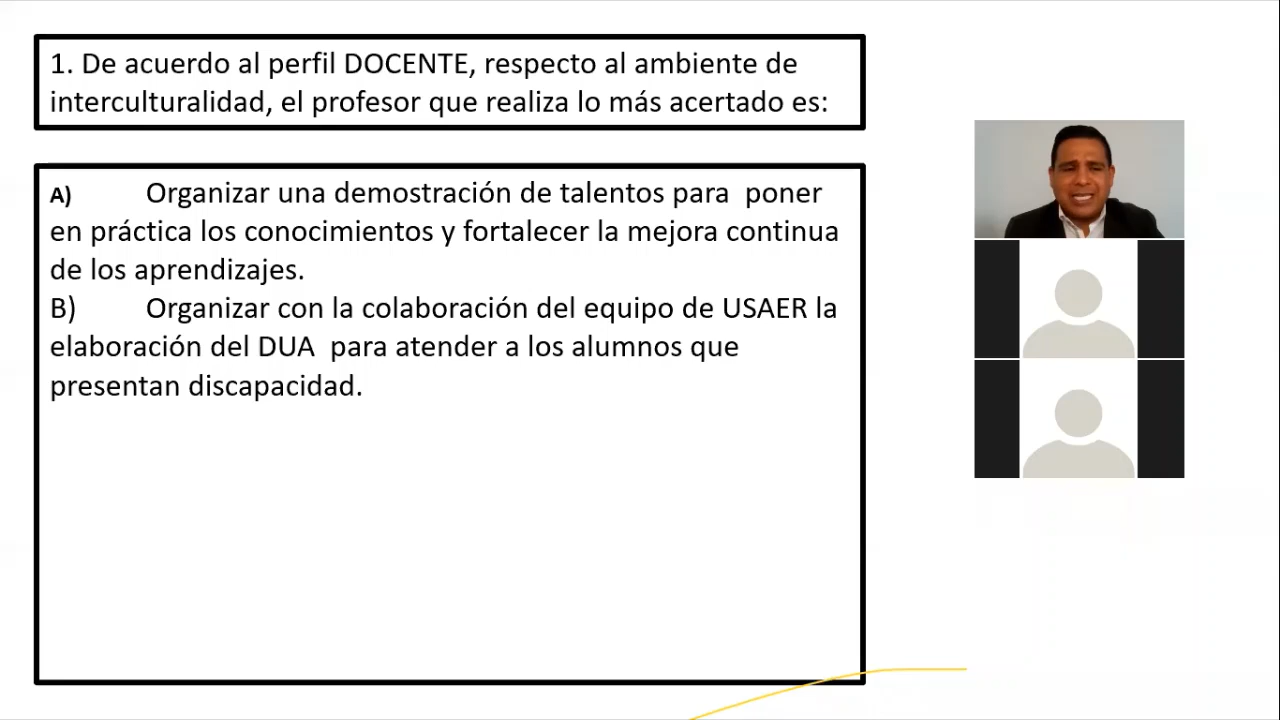 1. De acuerdo al perfil DOCENTE, respecto al ambiente de
interculturalidad, el profesor que realiza lo más acertado es:
A) Organizar una demostración de talentos para poner
en práctica los conocimientos y fortalecer la mejora continua
de los aprendizajes.
B) Organizar con la colaboración del equipo de USAER la
elaboración del DUA para atender a los alumnos que
presentan discapacidad.